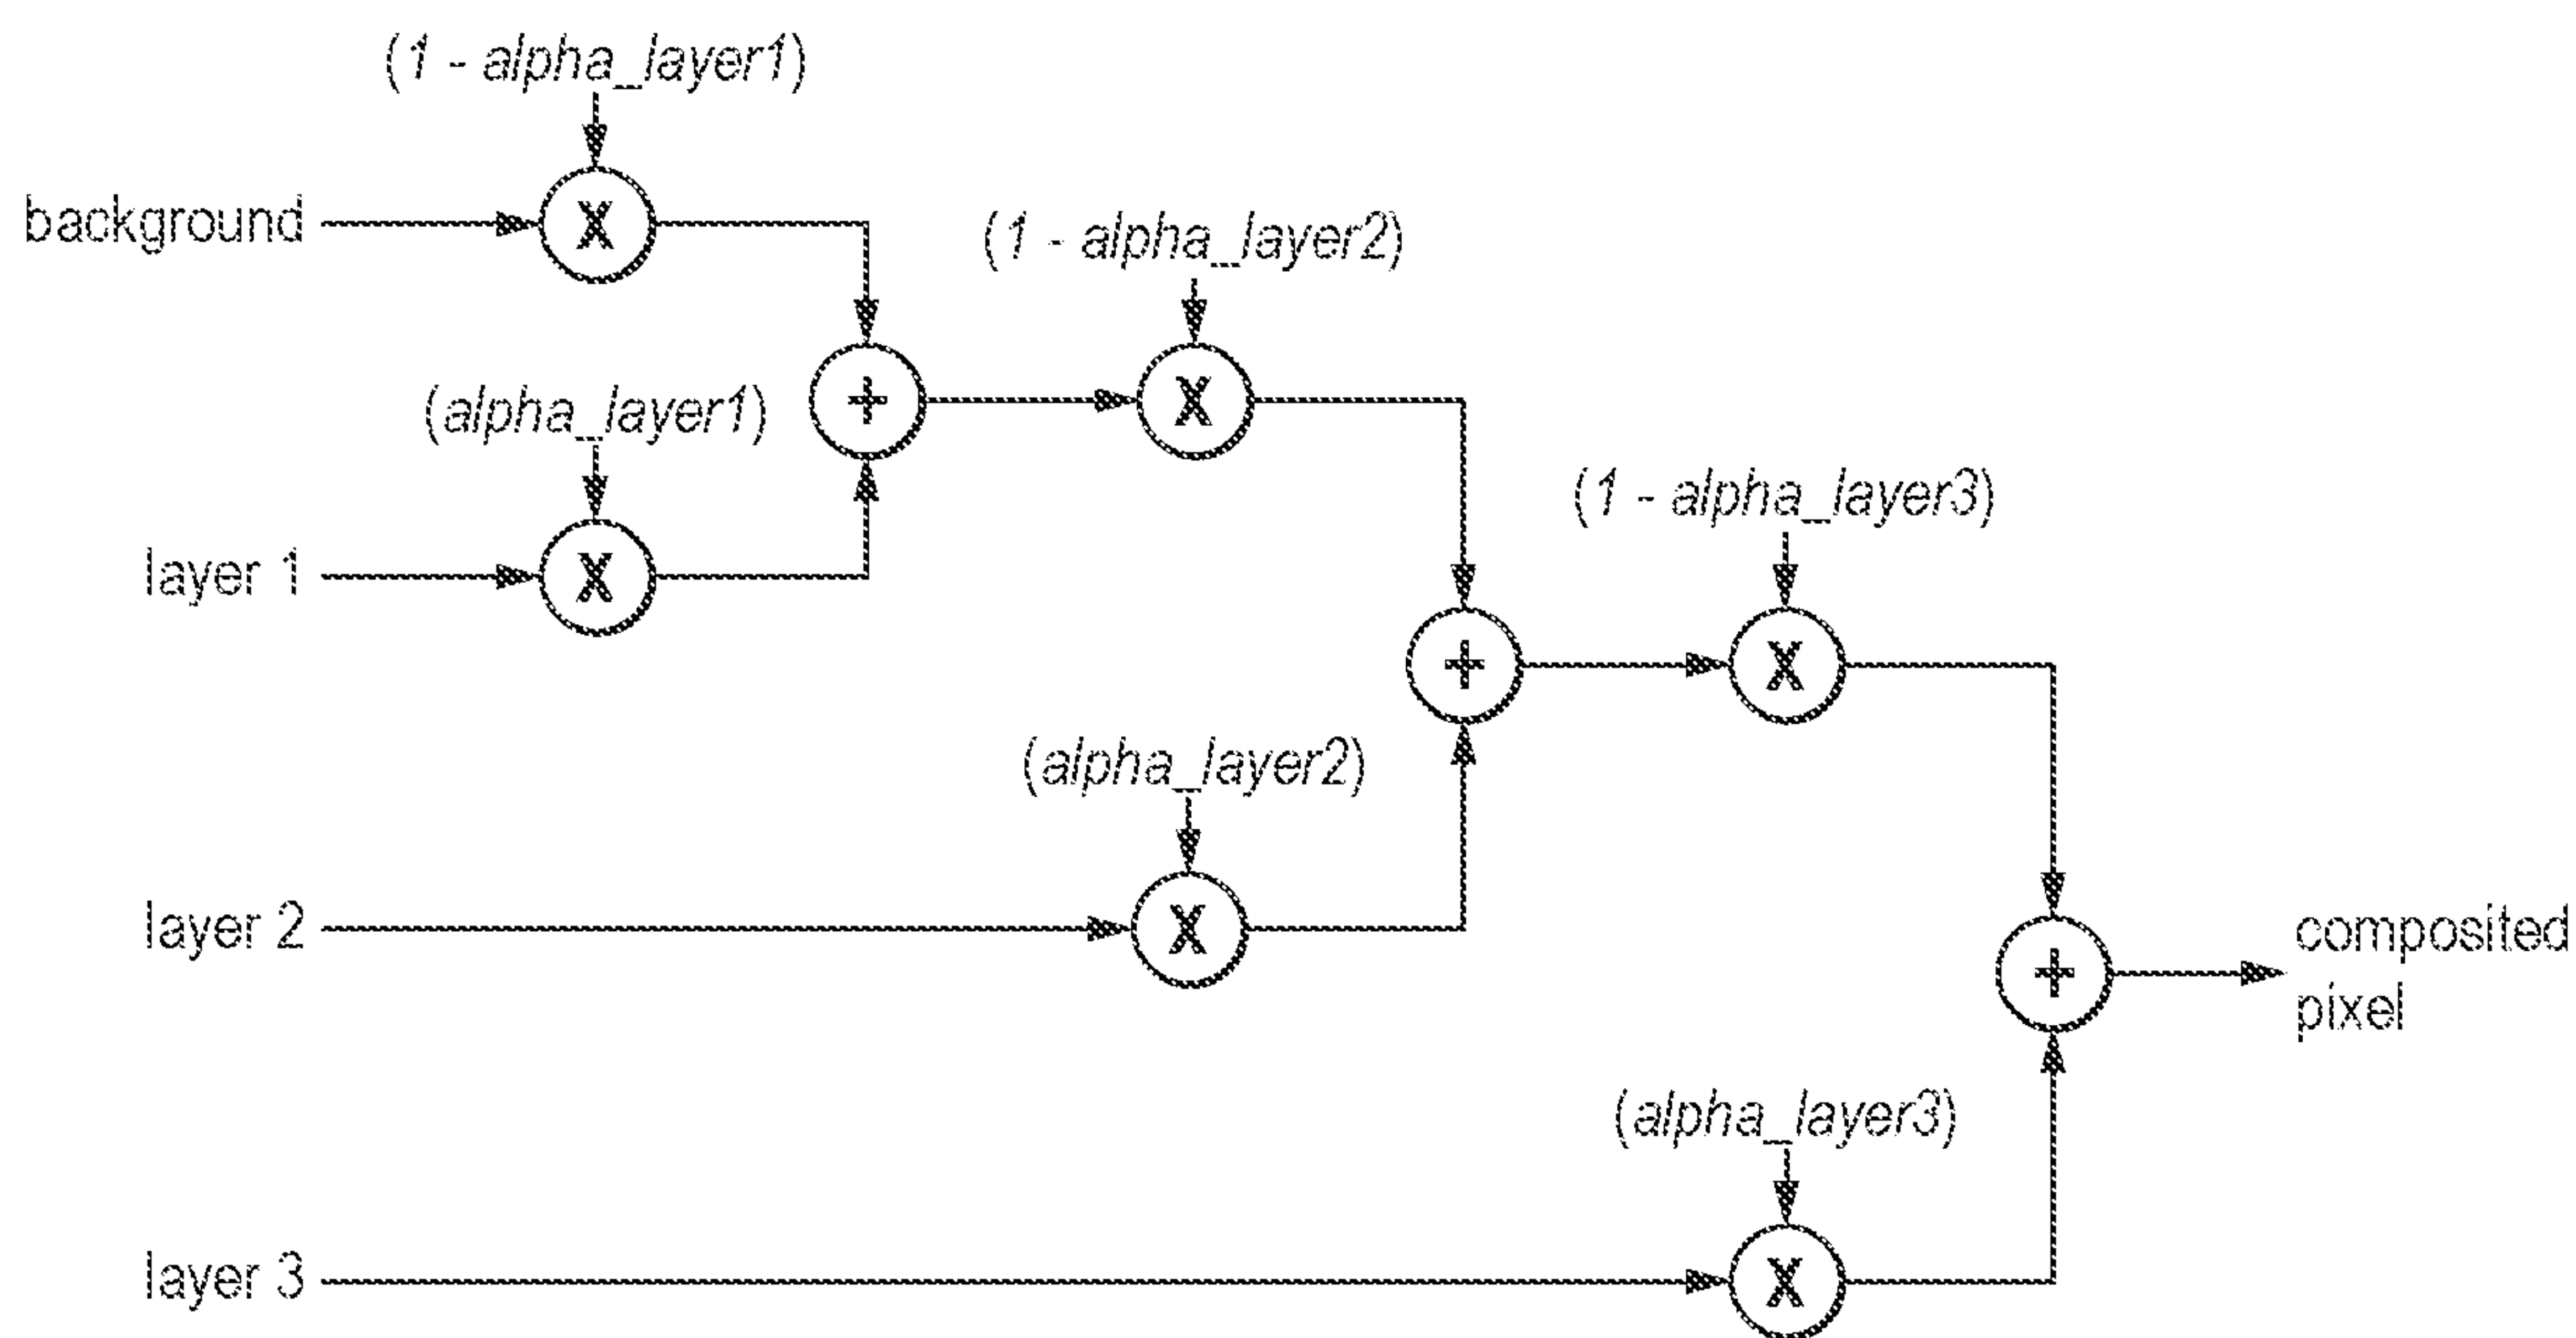 (1 - alpha_layer1)
background
X
(1 - alpha_layer2)
(alpha_layer1)
+
X
(1 - alpha_layer3)
layer 1
X
+
X
(alpha_layer2)
layer 2
X
composited
pixel
+
(alpha_layer3)
layer 3
X